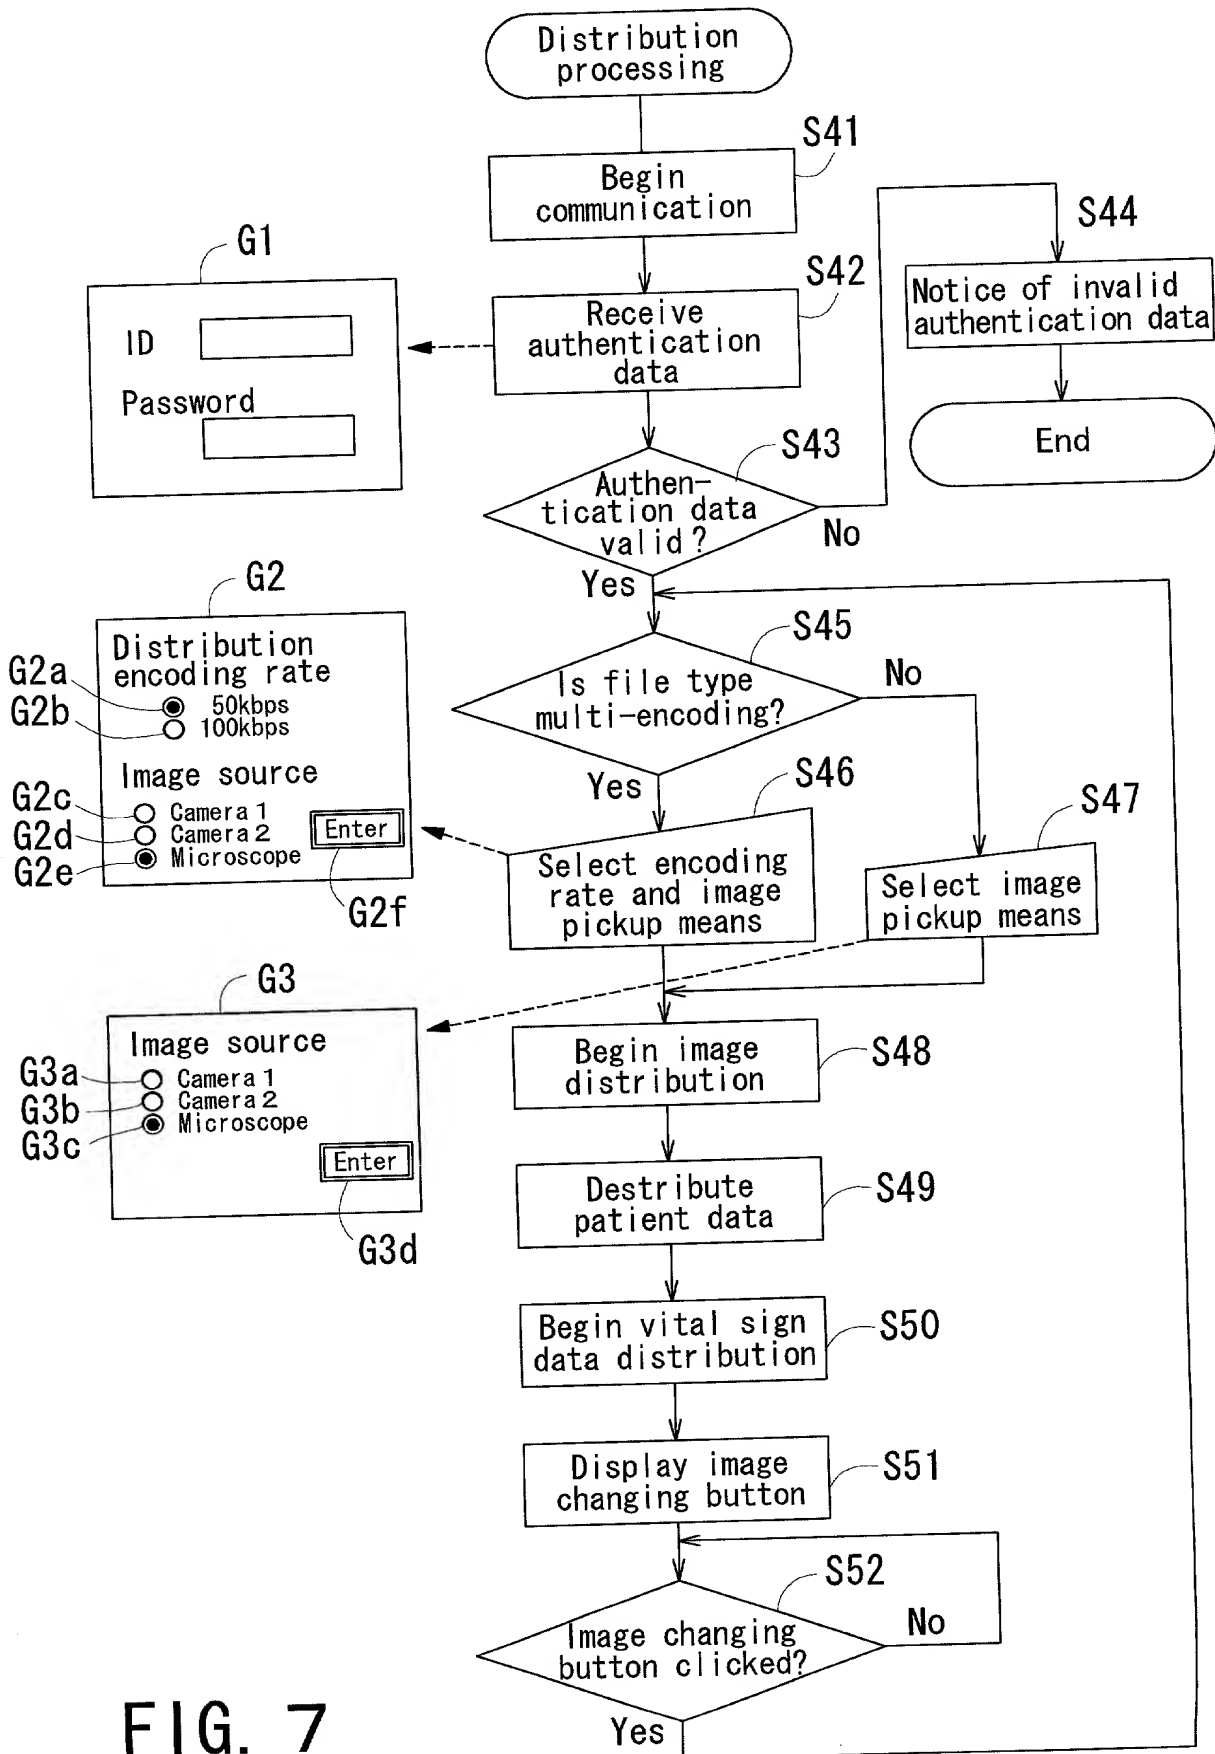 Distribution
processing
S41
Begin
communication
S44
Notice of invalid
authentication data
End
G1
ID
Password
S42
Receive
authentication
data
S43
Authen-
tication data
valid?
No
Yes
G2
Distribution
encoding rate
G2a
50kbps
G2b
100kbps
Image source
G2c
Camera 1
G2d
Camera 2
G2e
Microscope
Enter
G2f
S45
Is file type
multi-encoding?
No
Yes
S46
Select encoding
rate and image
pickup means
S47
Select image
pickup means
G3
Image source
G3a
Camera 1
G3b
Camera 2
G3c
Microscope
Enter
G3d
S48
Begin image
distribution
S49
Destribute
patient data
S50
Begin vital sign
data distribution
S51
Display image
changing button
S52
Image changing
button clicked?
No
Yes
FIG. 7